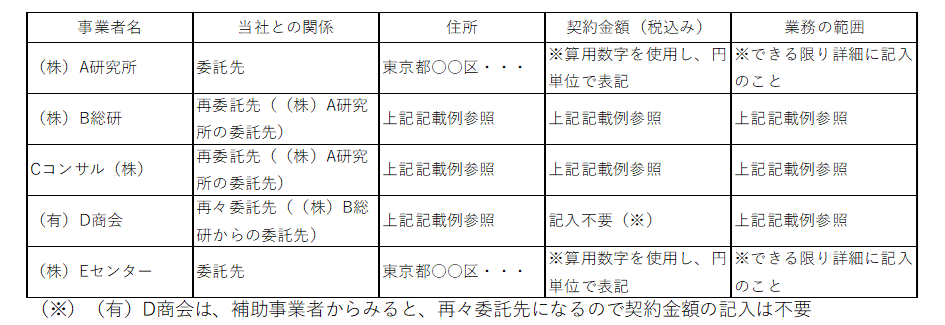 事業者名 当社との関係 住所 契約金額(税込み) 業務の範囲
(株)A研究所 委託先 東京都○○区・・・ ※算用数字を使用し、円 ※できる限り詳細に記入
単位で表記 のこと
(株)B総研 再委託先((株)A研究 上記記載例参照 上記記載例参照 上記記載例参照
所の委託先)
Cコンサル(株) 再委託先((株)A研究 上記記載例参照 上記記載例参照 上記記載例参照
所の委託先)
(有)D商会 再々委託先((株)B総 上記記載例参照 記入不要(※) 上記記載例参照
研からの委託先)
(株)Eセンター 委託先 東京都○○区・・・ ※算用数字を使用し、円 ※できる限り詳細に記入
単位で表記 のこと
(※)(有)D商会は、補助事業者からみると、再々委託先になるので契約金額の記入は不要